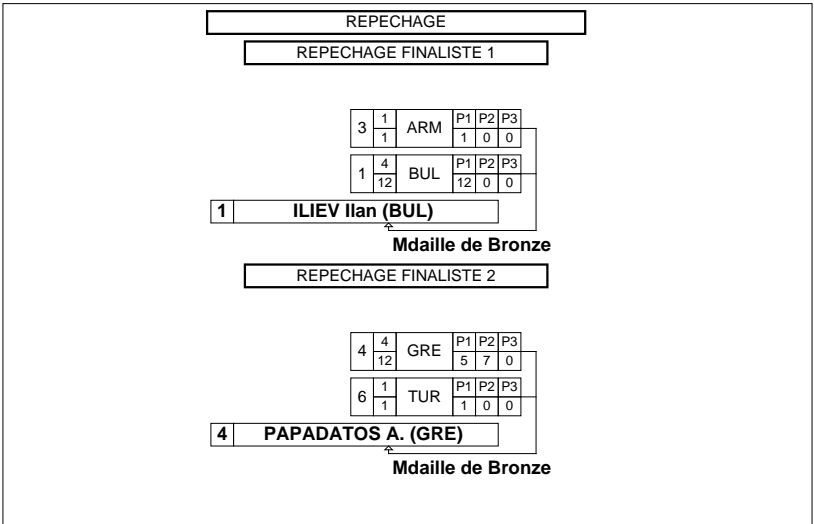 REPECHAGE
REPECHAGE FINALISTE 1
3 1 ARM P1 P2 P3
1 1 0 0
1 4 BUL P1 P2 P3
12 12 0 0
1 ILIEV Ilan (BUL)
Mdaille de Bronze
REPECHAGE FINALISTE 2
4 4 GRE P1 P2 P3
12 5 7 0
6 1 TUR P1 P2 P3
1 1 0 0
4 PAPADATOS A. (GRE)
Mdaille de Bronze